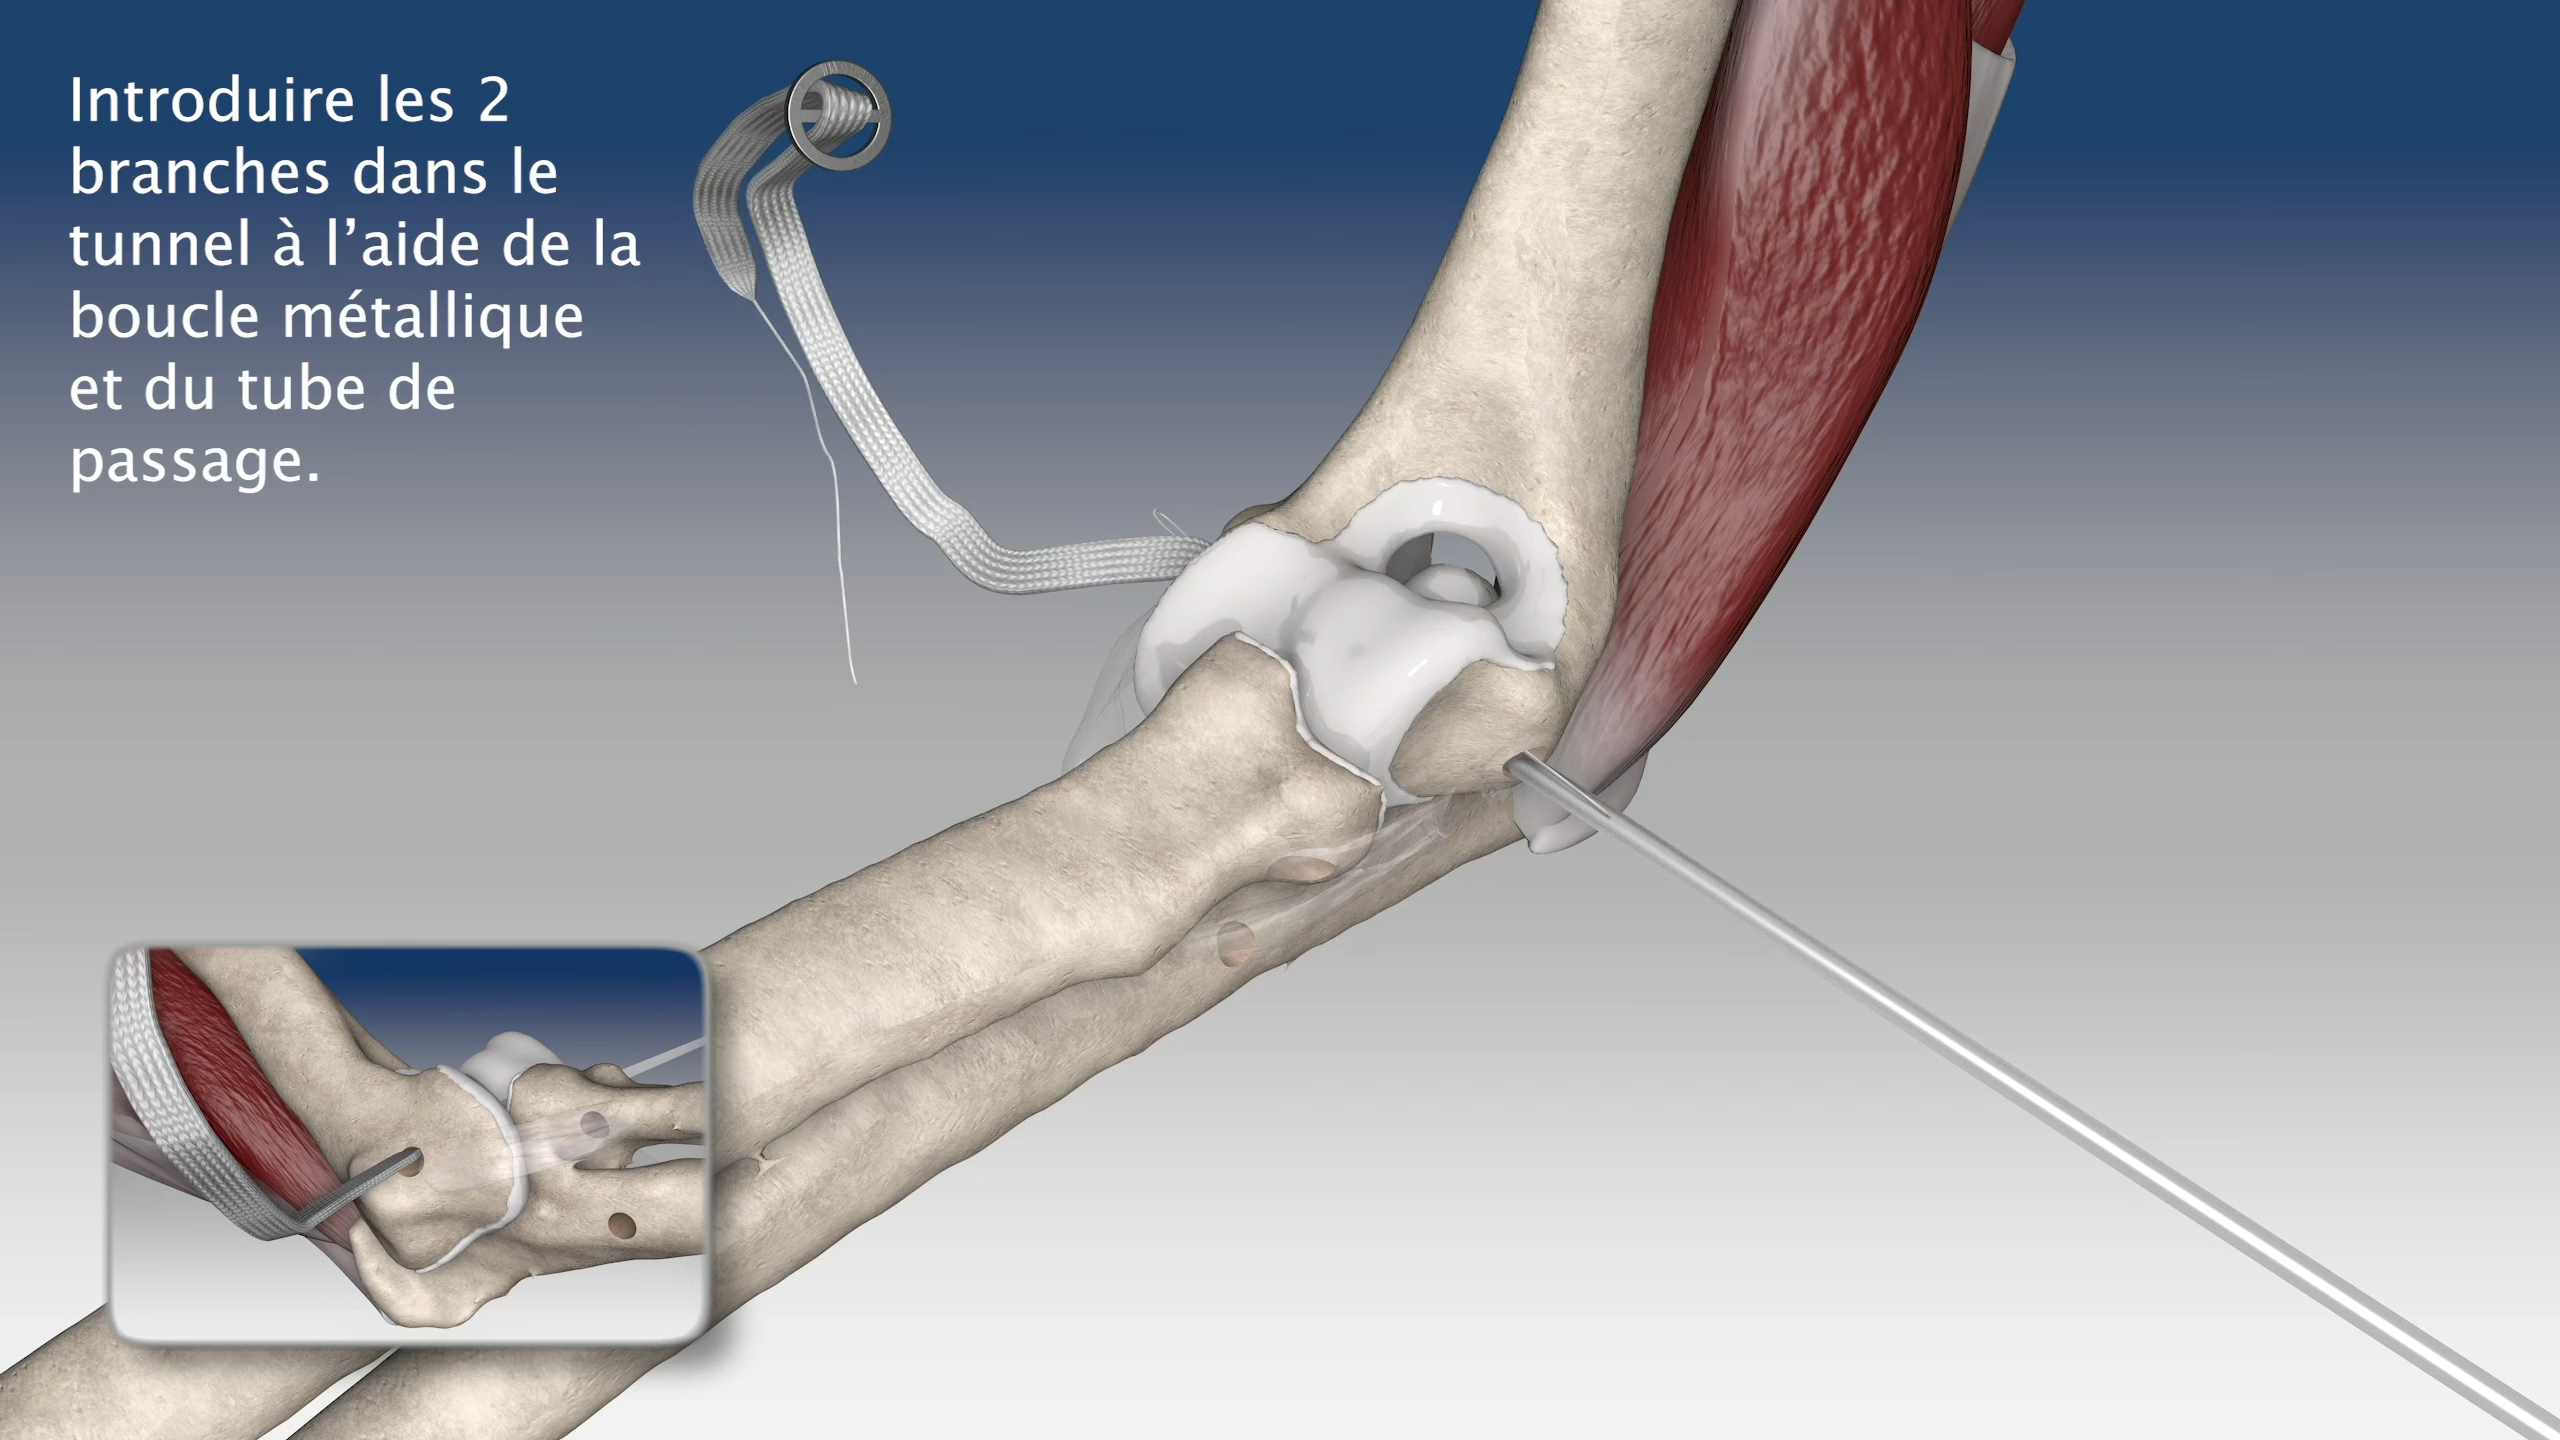 Introduire les 2
branches dans le
tunnel à l’aide de la
boucle métallique
et du tube de
passage.